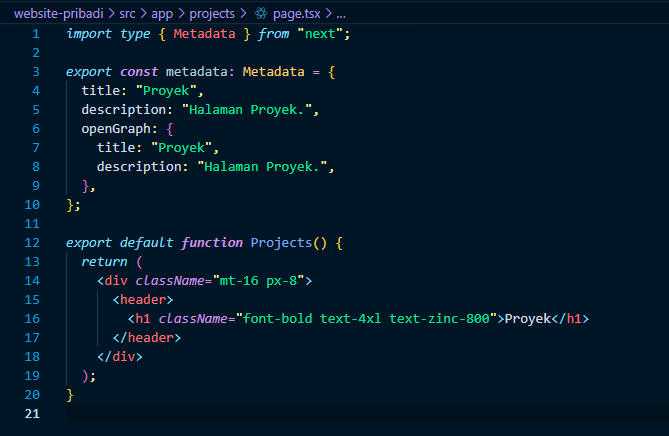 website-pribadi > src > app > projects > page.tsx > ...
1 import type { Metadata } from "next";
2
3 export const metadata: Metadata = {
4   title: "Proyek",
5   description: "Halaman Proyek.",
6   openGraph: {
7     title: "Proyek",
8     description: "Halaman Proyek.",
9   },
10 };
11
12 export default function Projects() {
13   return (
14     <div className="mt-16 px-8">
15       <header>
16         <h1 className="font-bold text-4xl text-zinc-800">Proyek</h1>
17       </header>
18     </div>
19   );
20 }
21